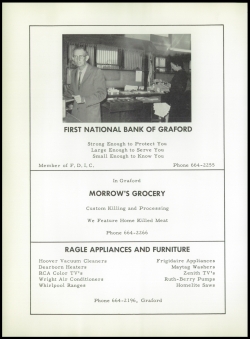 FIRST NATIONAL BANK OF GRAFORD
Strong Enough to Protect You
Large Enough to Serve You
Small Enough to Know You
Member of F.D.I.C. Phone 664-2255
In Graford
MORROW'S GROCERY
Custom Killing and Processing
We Feature Home Killed Meat
Phone 664-2266
RAGLE APPLIANCES AND FURNITURE
Hoover Vacuum Cleaners Frigidaire Appliances
Dearborn Heaters Maytag Washers
RCA Color TV's Zenith TV's
Wright Air Conditioners Ruth-Berry Pumps
Whirlpool Ranges Homelite Saws
Phone 664-2196, Graford